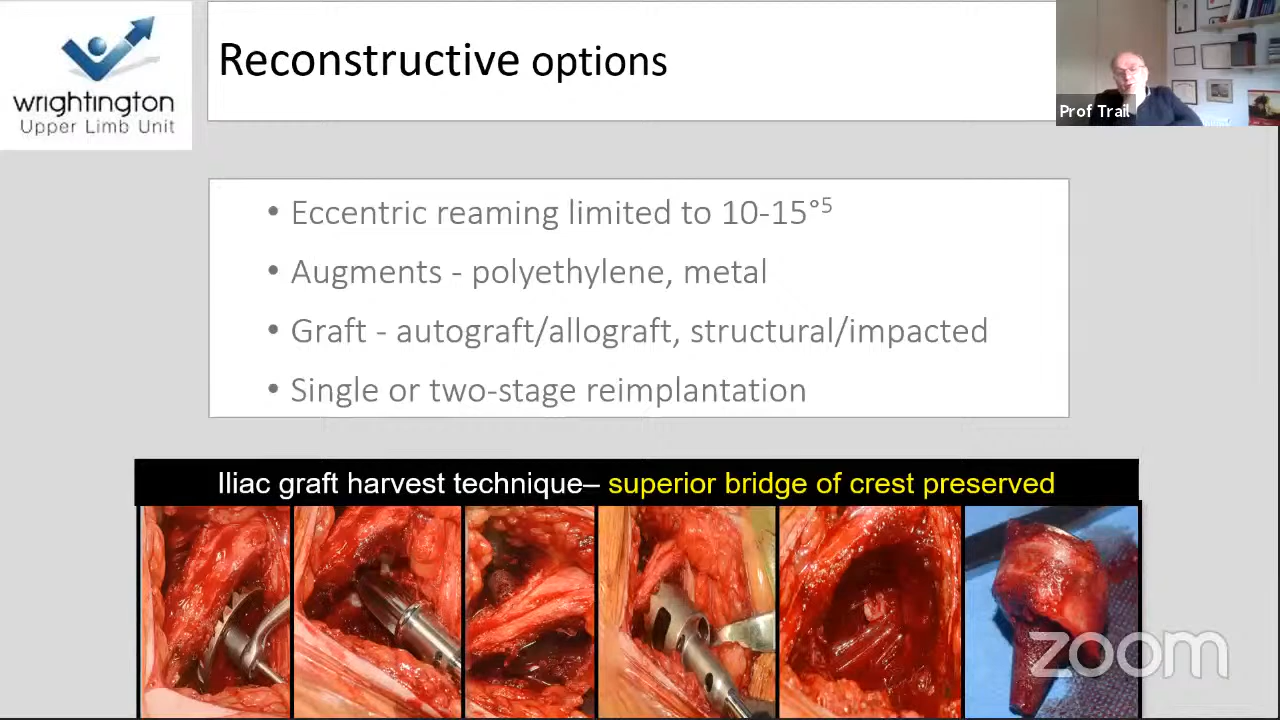 wrightington
Upper Limb Unit
Reconstructive options
Prof Trail
• Eccentric reaming limited to 10-15°⁵
• Augments - polyethylene, metal
• Graft - autograft/allograft, structural/impacted
• Single or two-stage reimplantation
Iliac graft harvest technique– superior bridge of crest preserved
zoom